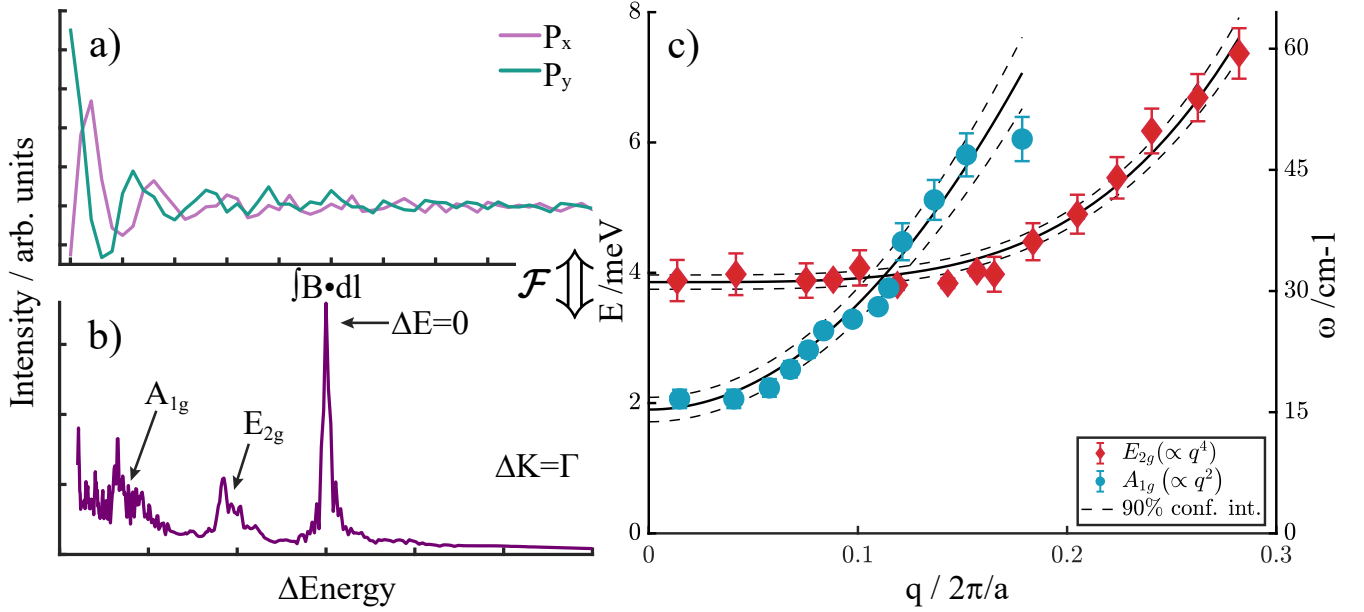 a)
Pₓ
P_y
Intensity / arb. units
ℱ
∫B•dl
b)
ΔE=0
A₁g
E₂g
ΔK=Γ
ΔEnergy
c)
8
6
4
2
0
E /meV
60
45
30
15
0
ω /cm-1
E₂g (∝ q⁴)
A₁g (∝ q²)
90% conf. int.
0
0.1
0.2
0.3
q / 2π/a